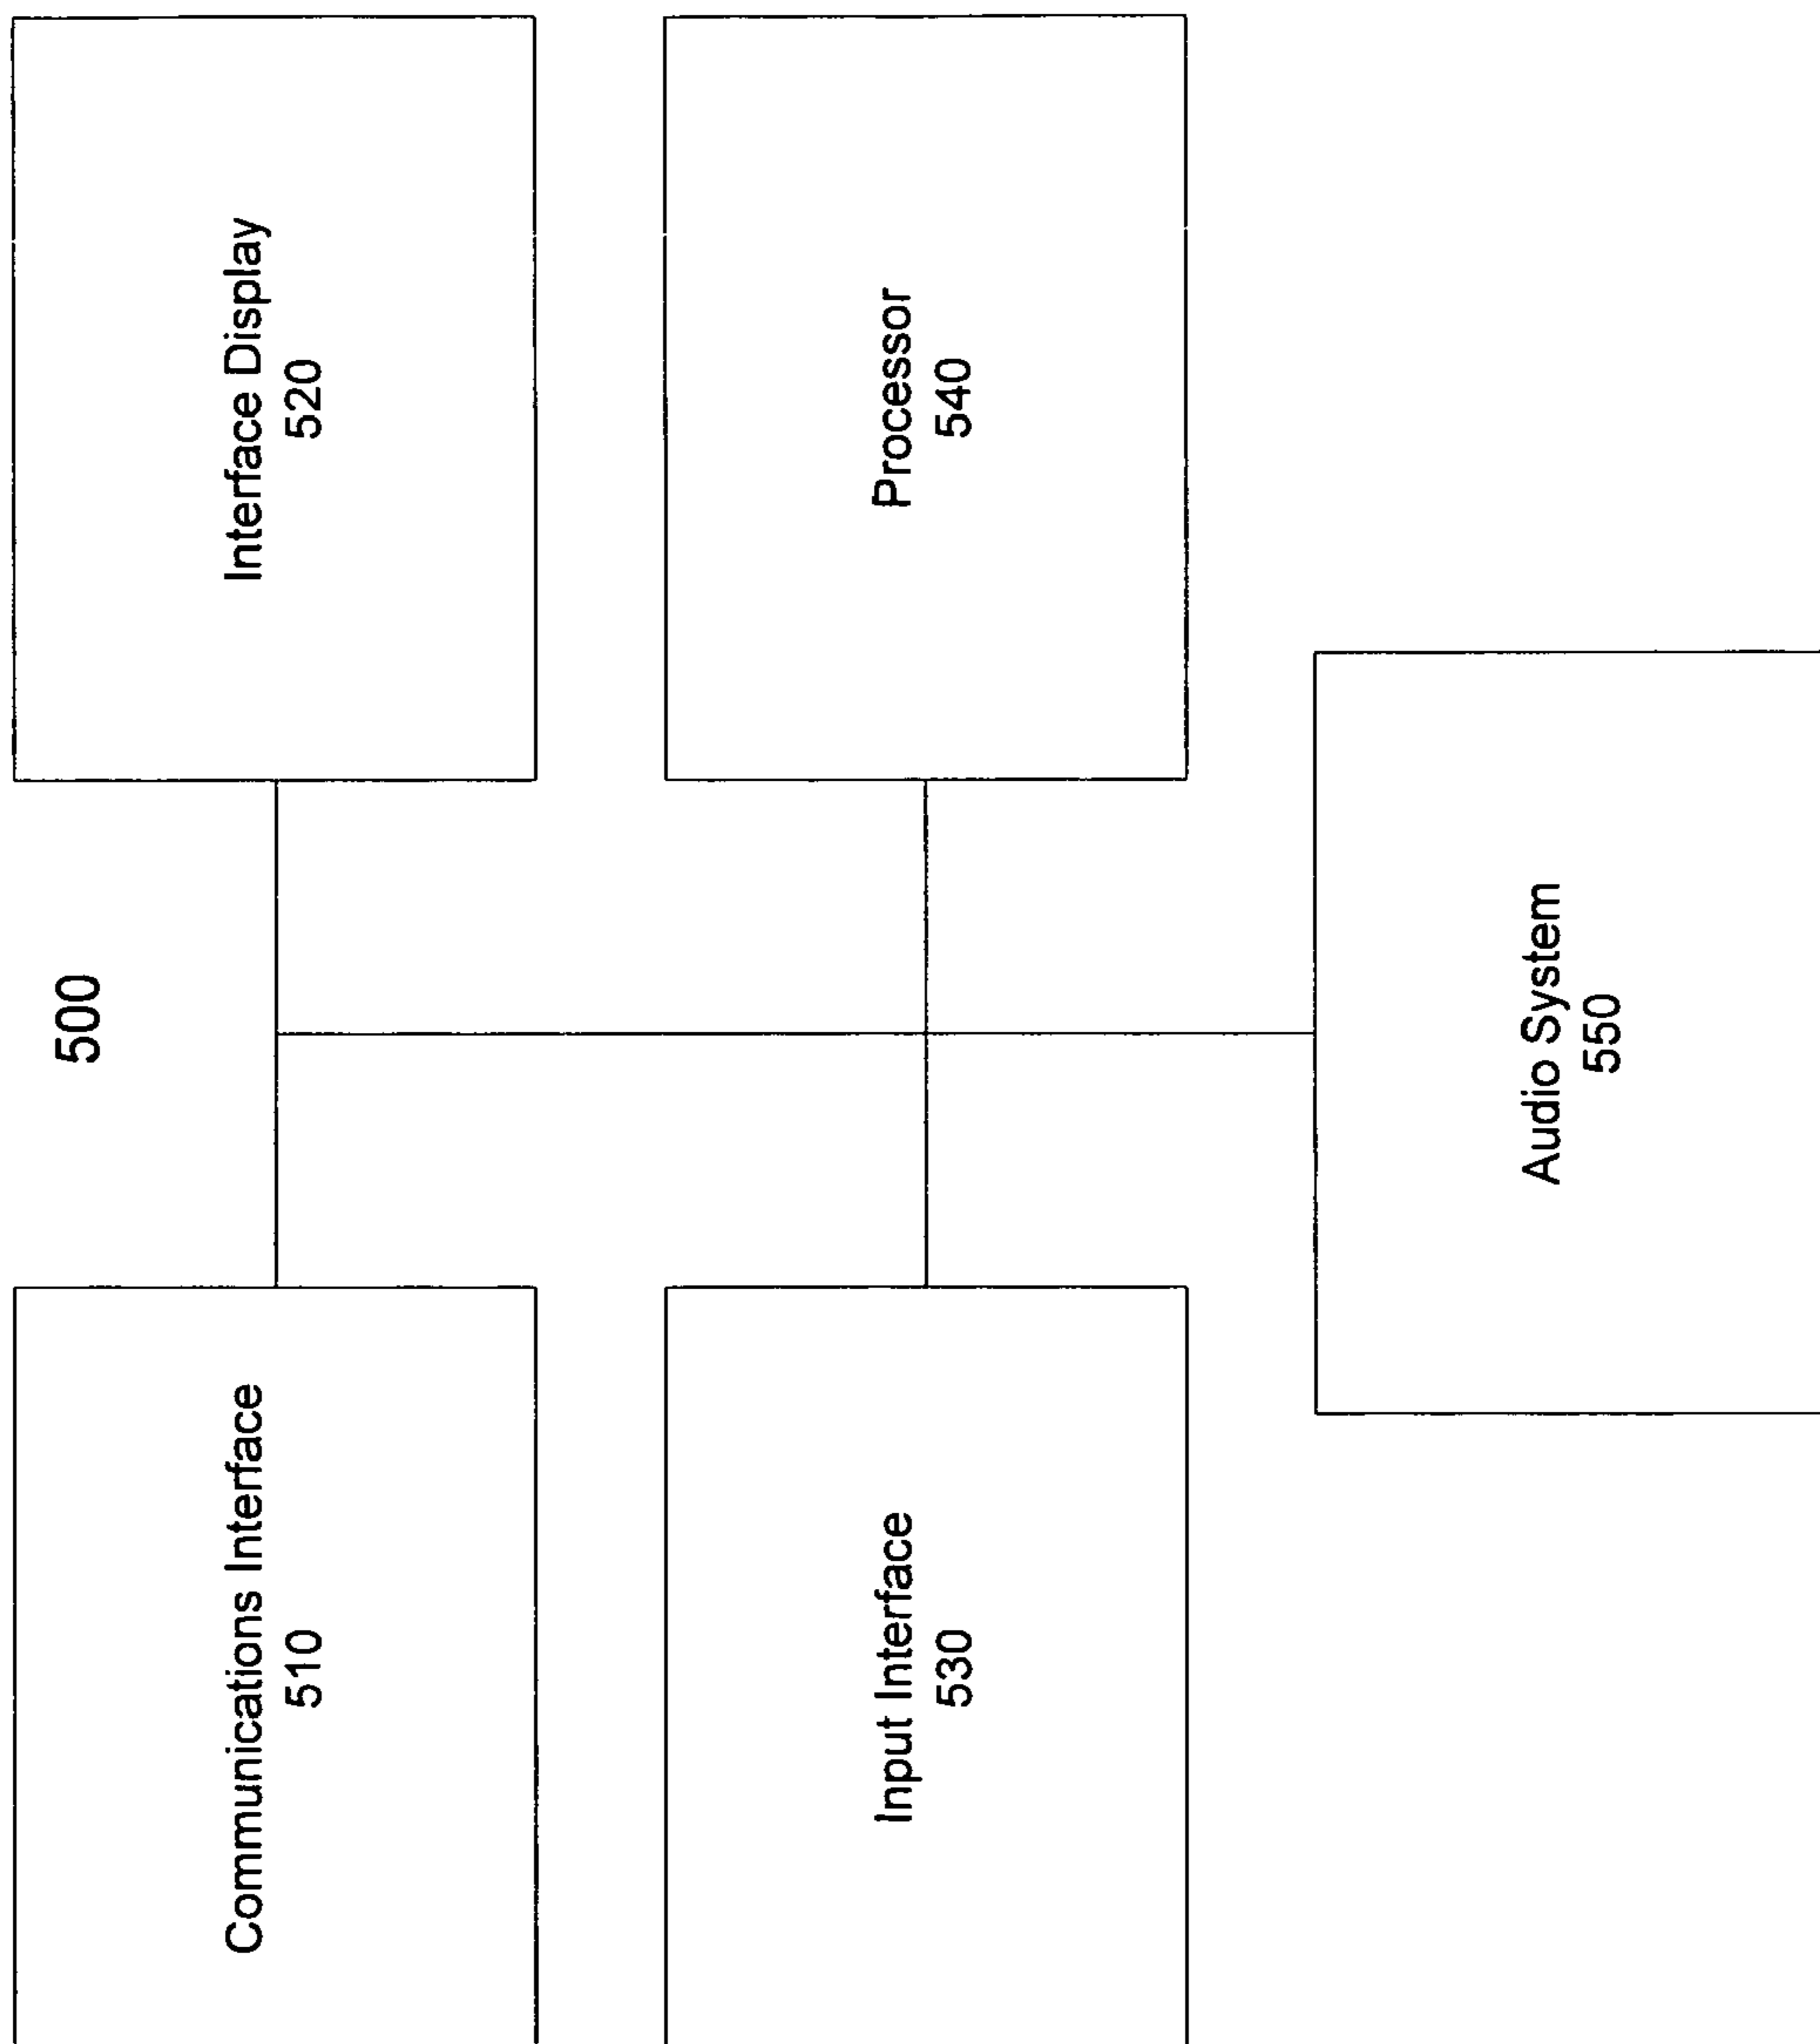 500
Communications Interface
510
Interface Display
520
Input Interface
530
Processor
540
Audio System
550